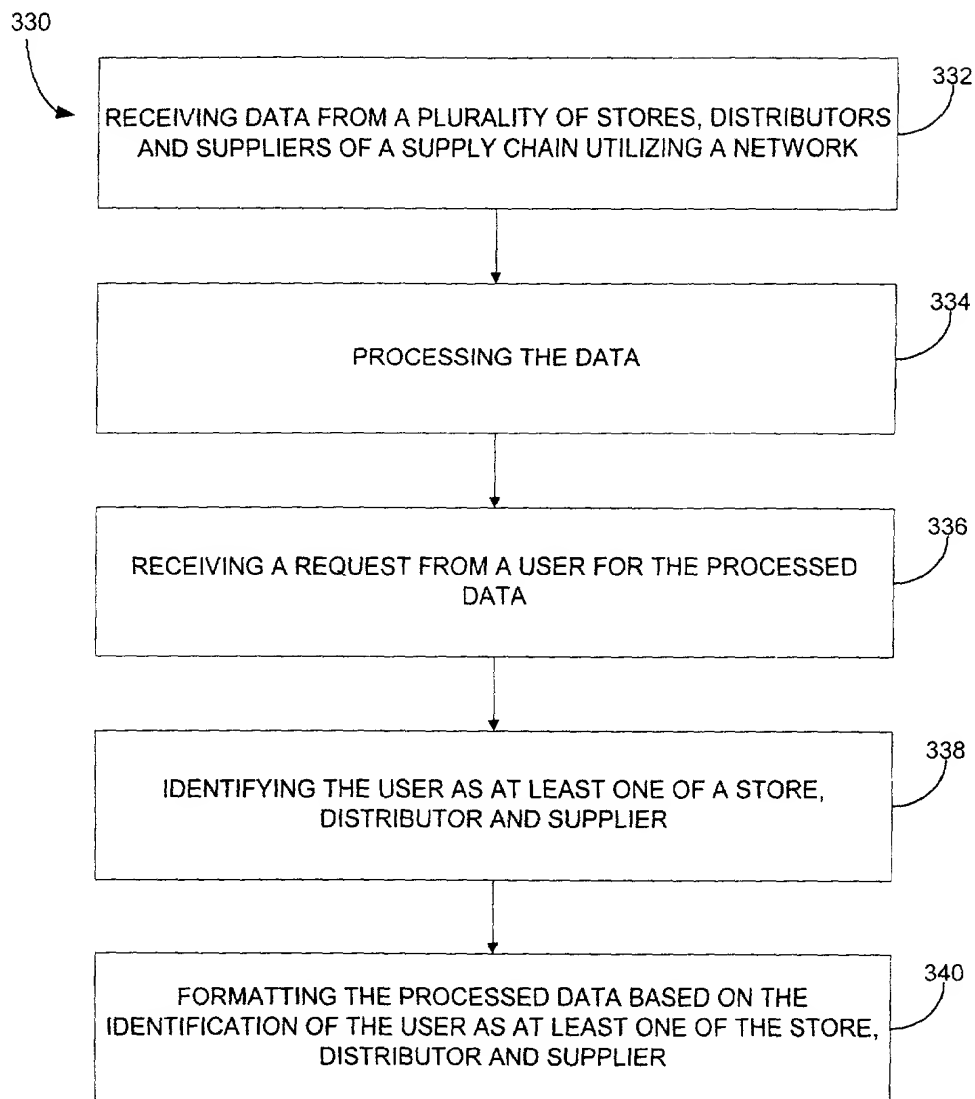 330
332
RECEIVING DATA FROM A PLURALITY OF STORES, DISTRIBUTORS
AND SUPPLIERS OF A SUPPLY CHAIN UTILIZING A NETWORK
334
PROCESSING THE DATA
336
RECEIVING A REQUEST FROM A USER FOR THE PROCESSED
DATA
338
IDENTIFYING THE USER AS AT LEAST ONE OF A STORE,
DISTRIBUTOR AND SUPPLIER
340
FORMATTING THE PROCESSED DATA BASED ON THE
IDENTIFICATION OF THE USER AS AT LEAST ONE OF THE STORE,
DISTRIBUTOR AND SUPPLIER